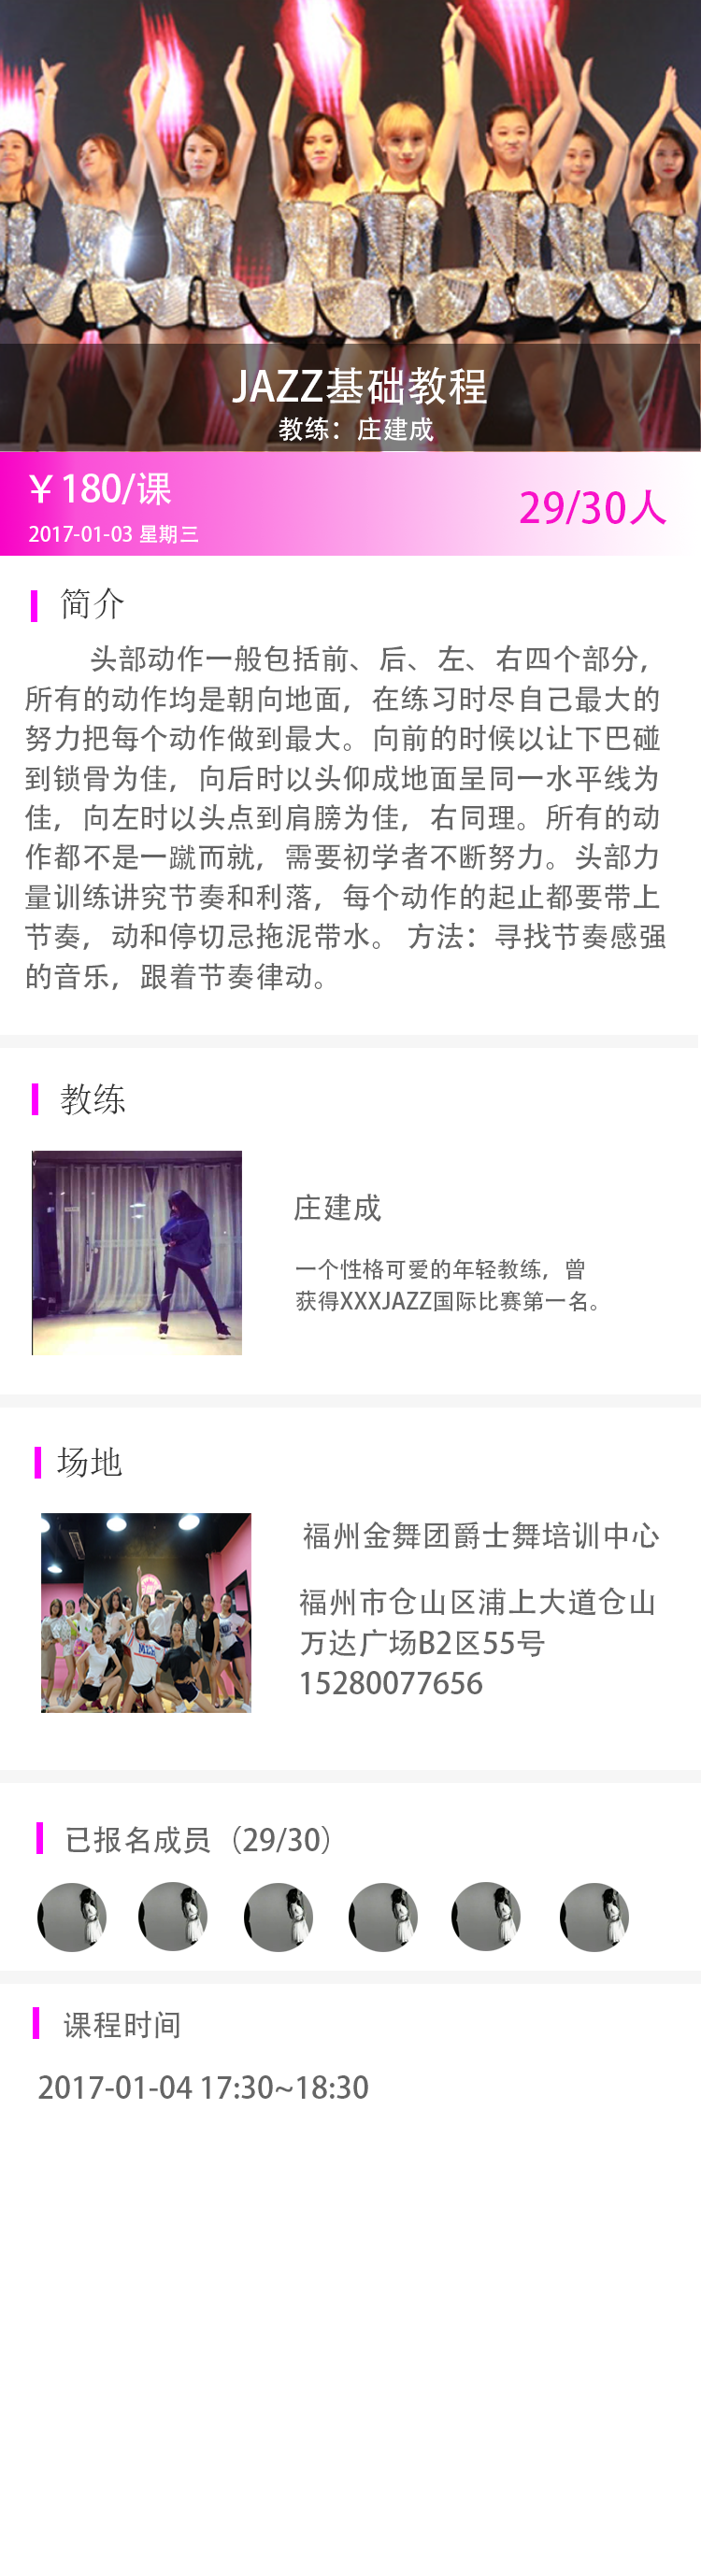 JAZZ基础教程
教练：庄建成
￥180/课
29/30人
2017-01-03 星期三
简介
头部动作一般包括前、后、左、右四个部分，
所有的动作均是朝向地面，在练习时尽自己最大的
努力把每个动作做到最大。向前的时候以让下巴碰
到锁骨为佳，向后时以头仰成地面呈同一水平线为
佳，向左时以头点到肩膀为佳，右同理。所有的动
作都不是一蹴而就，需要初学者不断努力。头部力
量训练讲究节奏和利落，每个动作的起止都要带上
节奏，动和停切忌拖泥带水。 方法：寻找节奏感强
的音乐，跟着节奏律动。
教练
庄建成
一个性格可爱的年轻教练，曾
获得XXXJAZZ国际比赛第一名。
场地
福州金舞团爵士舞培训中心
福州市仓山区浦上大道仓山
万达广场B2区55号
15280077656
已报名成员（29/30）
课程时间
2017-01-04 17:30~18:30